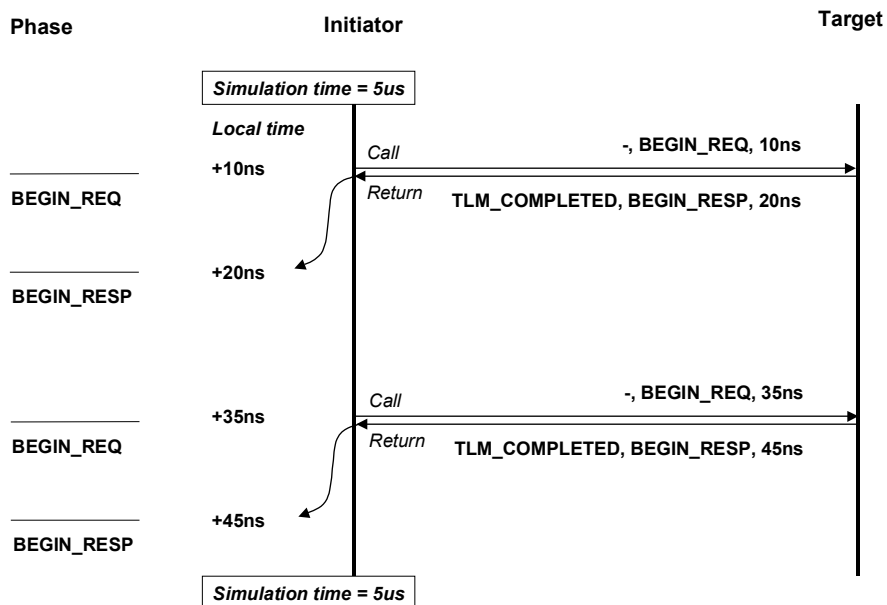 Phase Initiator Target
Simulation time = 5us
Local time
Call -, BEGIN_REQ, 10ns
+10ns
BEGIN_REQ Return TLM_COMPLETED, BEGIN_RESP, 20ns
+20ns
BEGIN_RESP
Call -, BEGIN_REQ, 35ns
+35ns
BEGIN_REQ Return TLM_COMPLETED, BEGIN_RESP, 45ns
+45ns
BEGIN_RESP
Simulation time = 5us